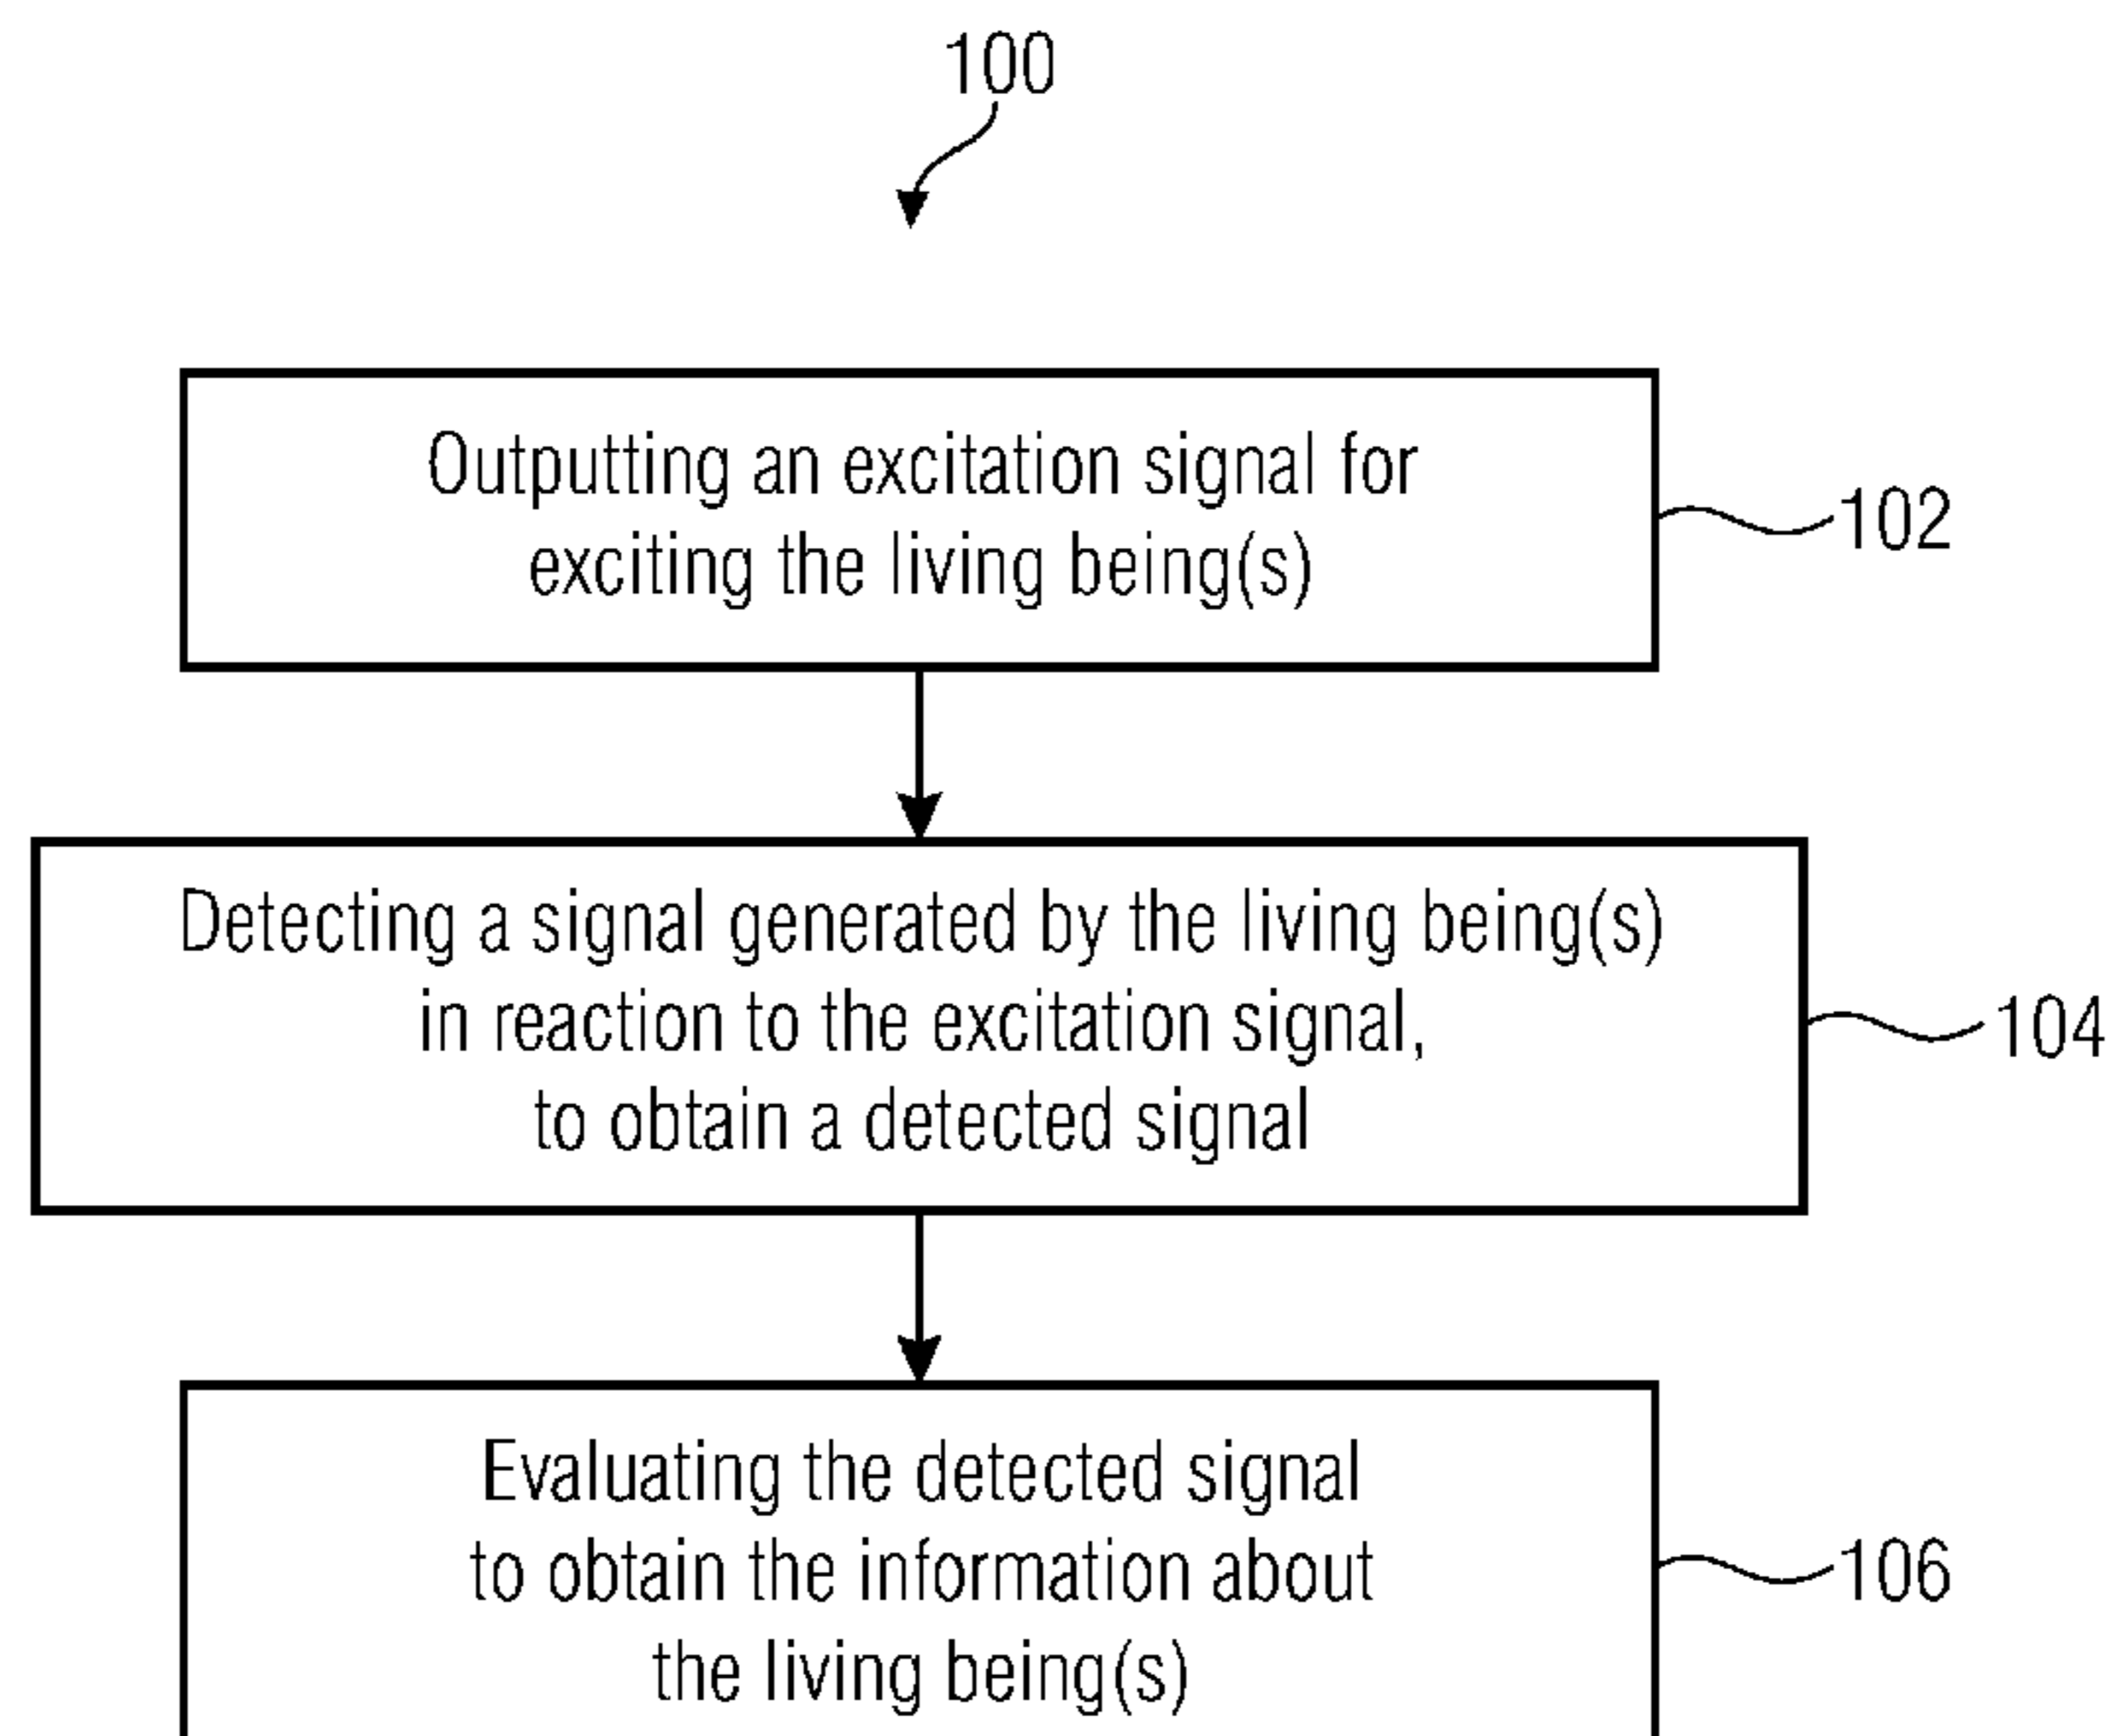 100
Outputting an excitation signal for
exciting the living being(s)
102
Detecting a signal generated by the living being(s)
in reaction to the excitation signal,
to obtain a detected signal
104
Evaluating the detected signal
to obtain the information about
the living being(s)
106